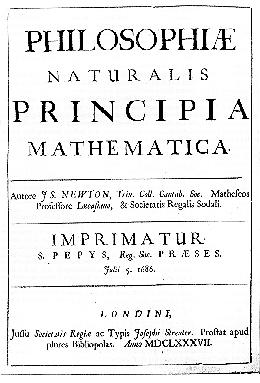 PHILOSOPHIÆ
NATURALIS
PRINCIPIA
MATHEMATICA.
Autore J S. NEWTON, Trin. Coll. Cantab. Soc. Matheseos
Professore Lucasiano, & Societatis Regalis Sodali.
IMPRIMATUR.
S. PEPYS, Reg. Soc. PRÆSES.
Julii 5. 1686.
LONDINI,
Jussu Societatis Regiæ ac Typis Josephi Streater. Prostat apud
plures Bibliopolas. Anno MDCLXXXVII.